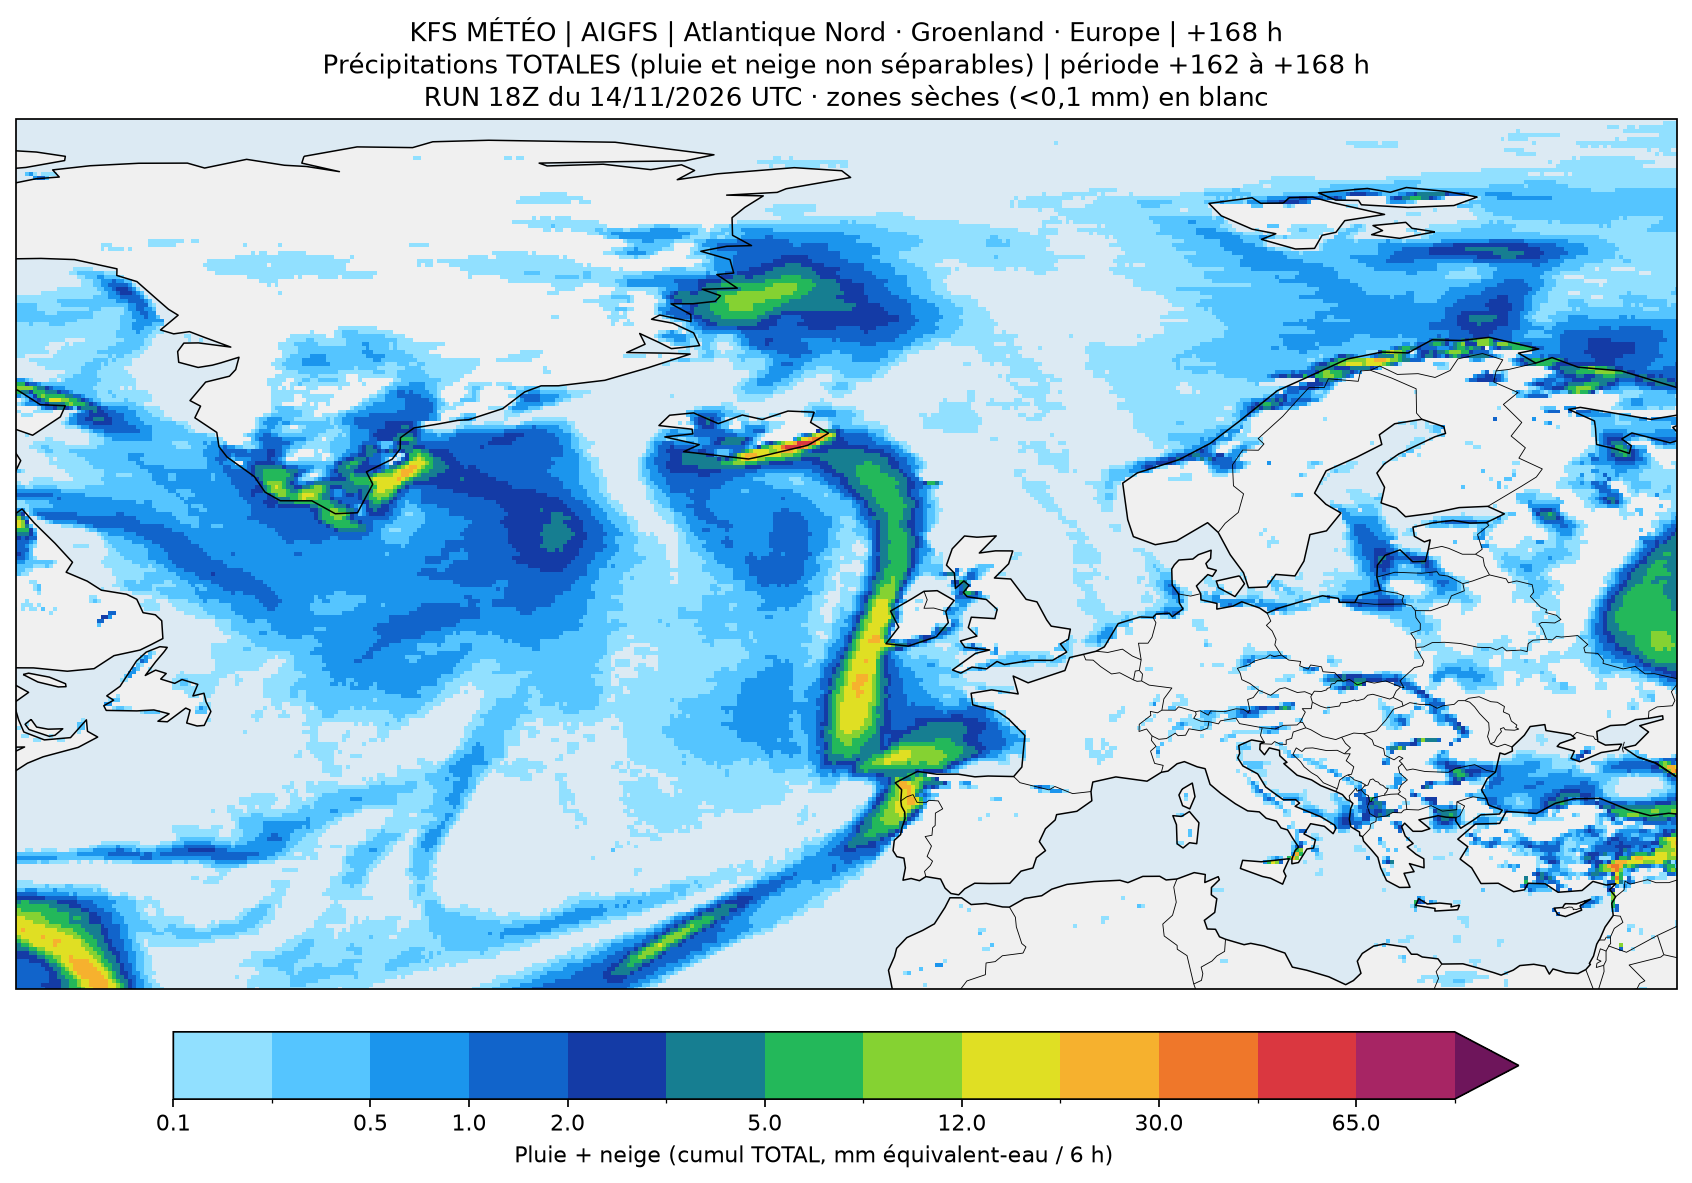 KFS MÉTÉO | AIGFS | Atlantique Nord · Groenland · Europe | +168 h
Précipitations TOTALES (pluie et neige non séparables) | période +162 à +168 h
RUN 18Z du 14/11/2026 UTC · zones sèches (<0,1 mm) en blanc
0.1 0.5 1.0 2.0 5.0 12.0 30.0 65.0
Pluie + neige (cumul TOTAL, mm équivalent-eau / 6 h)